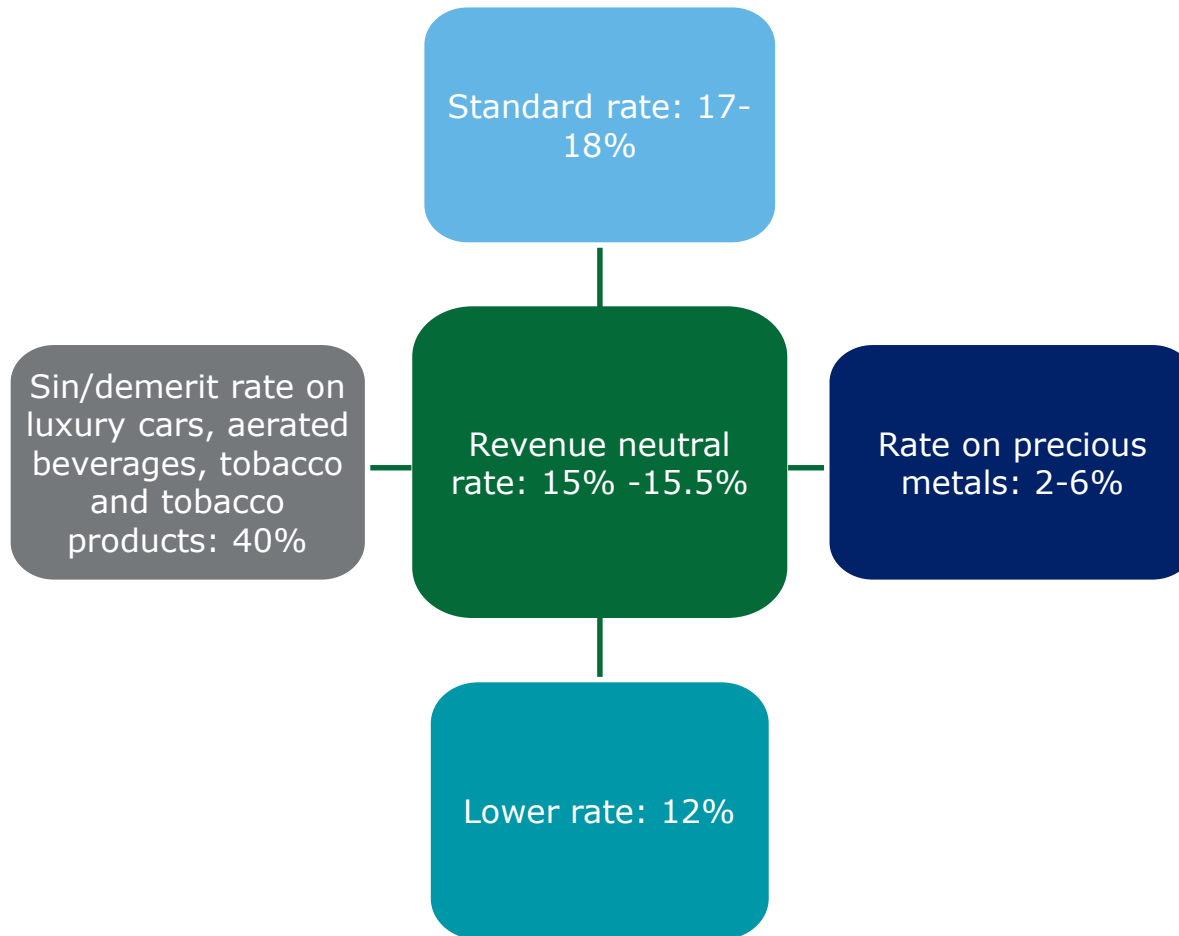 Standard rate: 17-
18%
Sin/demerit rate on
luxury cars, aerated
beverages, tobacco
and tobacco
products: 40%
Revenue neutral
rate: 15% -15.5%
Rate on precious
metals: 2-6%
Lower rate: 12%